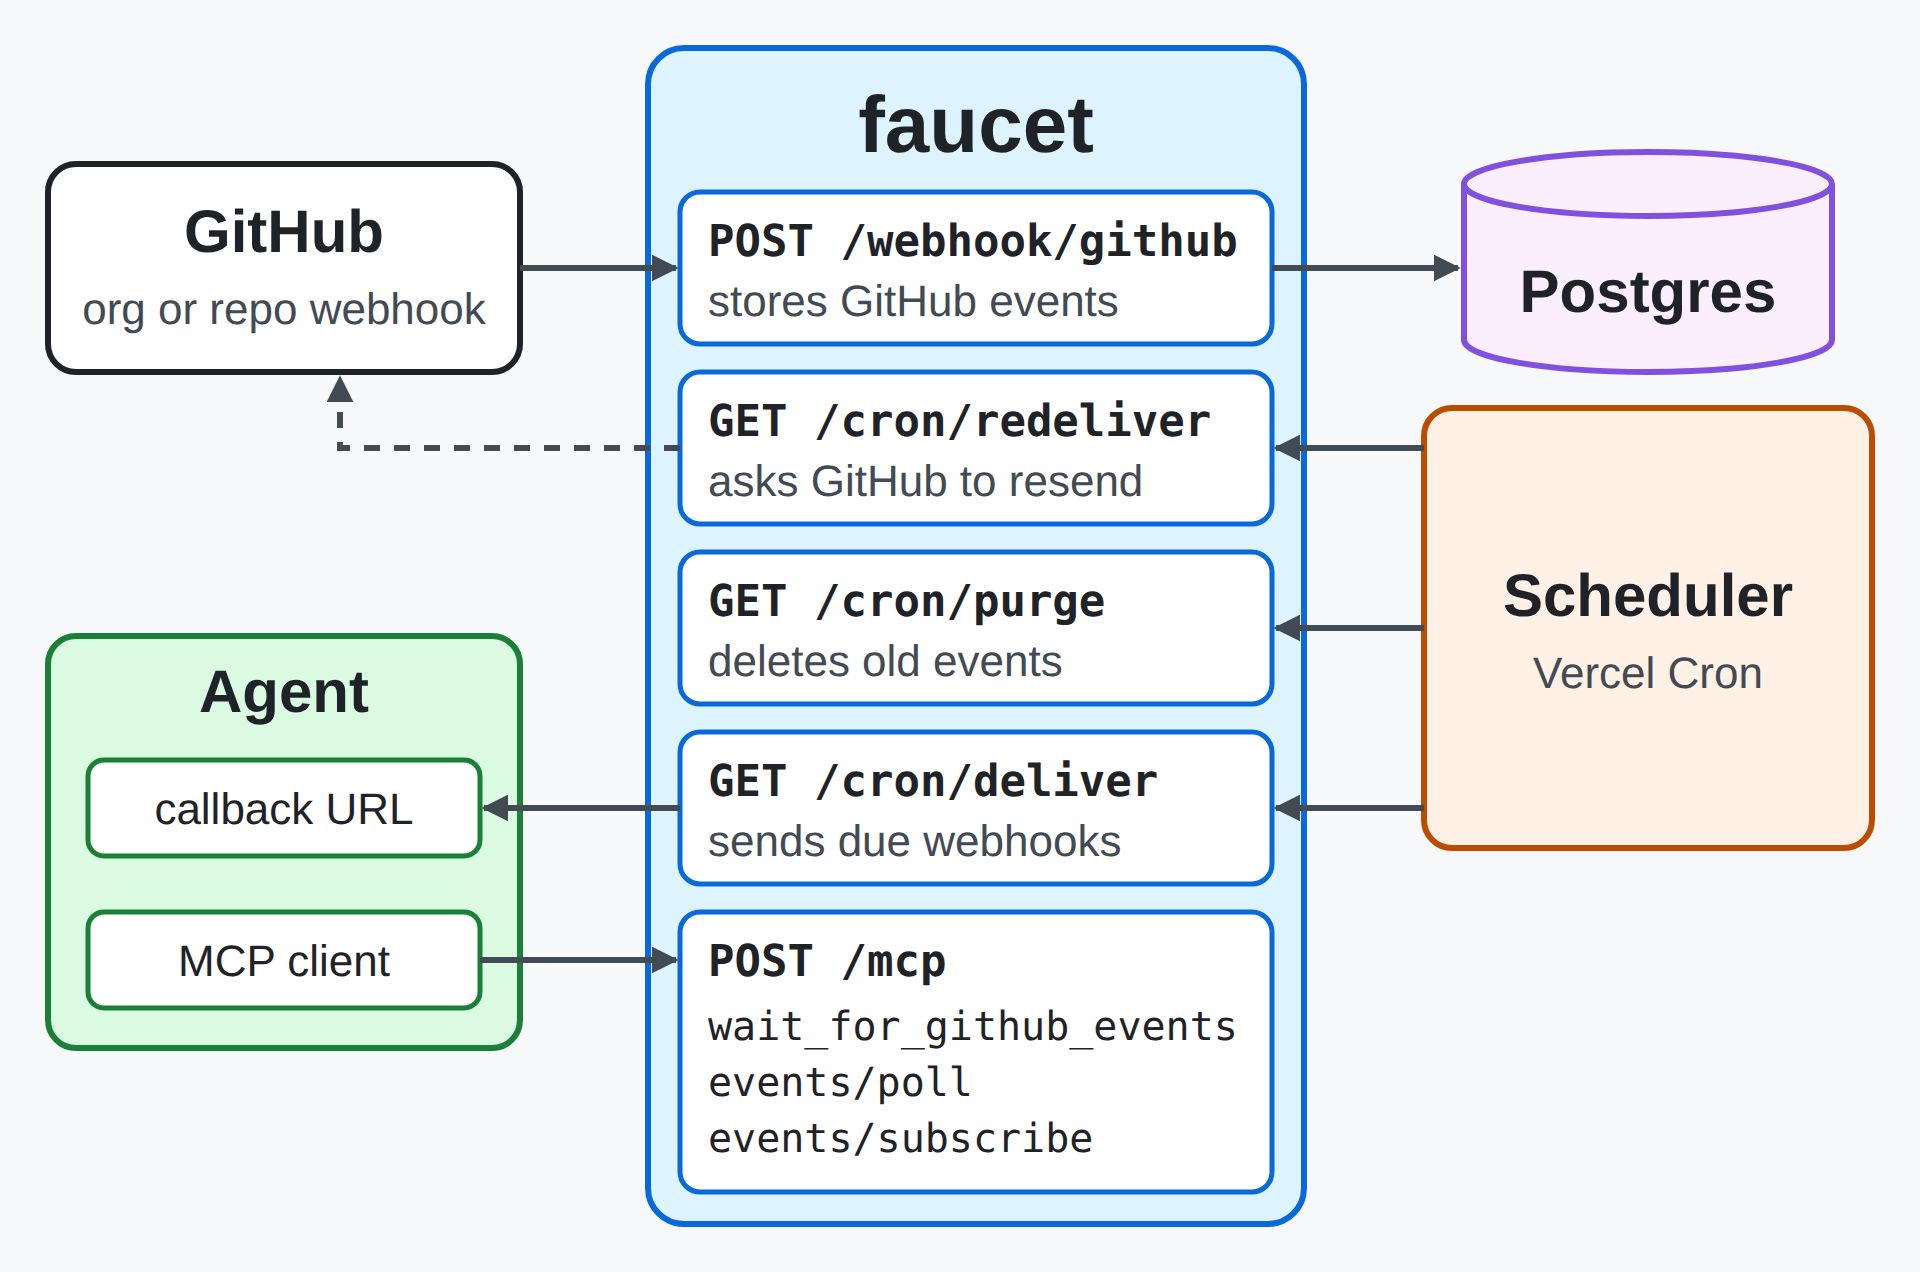 faucet
GitHub
org or repo webhook
POST /webhook/github
stores GitHub events
Postgres
GET /cron/redeliver
asks GitHub to resend
GET /cron/purge
deletes old events
Scheduler
Vercel Cron
Agent
callback URL
MCP client
GET /cron/deliver
sends due webhooks
POST /mcp
wait_for_github_events
events/poll
events/subscribe